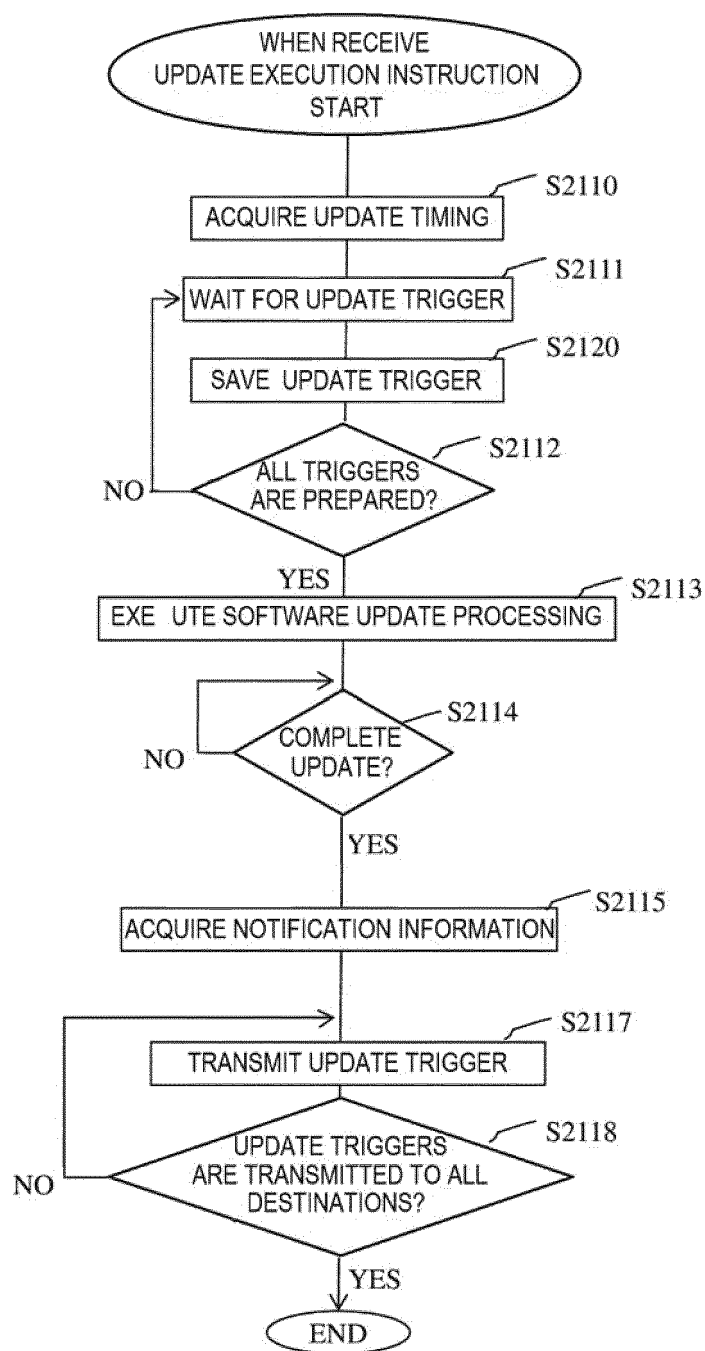 WHEN RECEIVE
UPDATE EXECUTION INSTRUCTION
START
S2110
ACQUIRE UPDATE TIMING
S2111
WAIT FOR UPDATE TRIGGER
S2120
SAVE UPDATE TRIGGER
S2112
ALL TRIGGERS
ARE PREPARED?
NO
YES
S2113
EXE UTE SOFTWARE UPDATE PROCESSING
S2114
COMPLETE
UPDATE?
NO
YES
S2115
ACQUIRE NOTIFICATION INFORMATION
S2117
TRANSMIT UPDATE TRIGGER
S2118
UPDATE TRIGGERS
ARE TRANSMITTED TO ALL
DESTINATIONS?
NO
YES
END